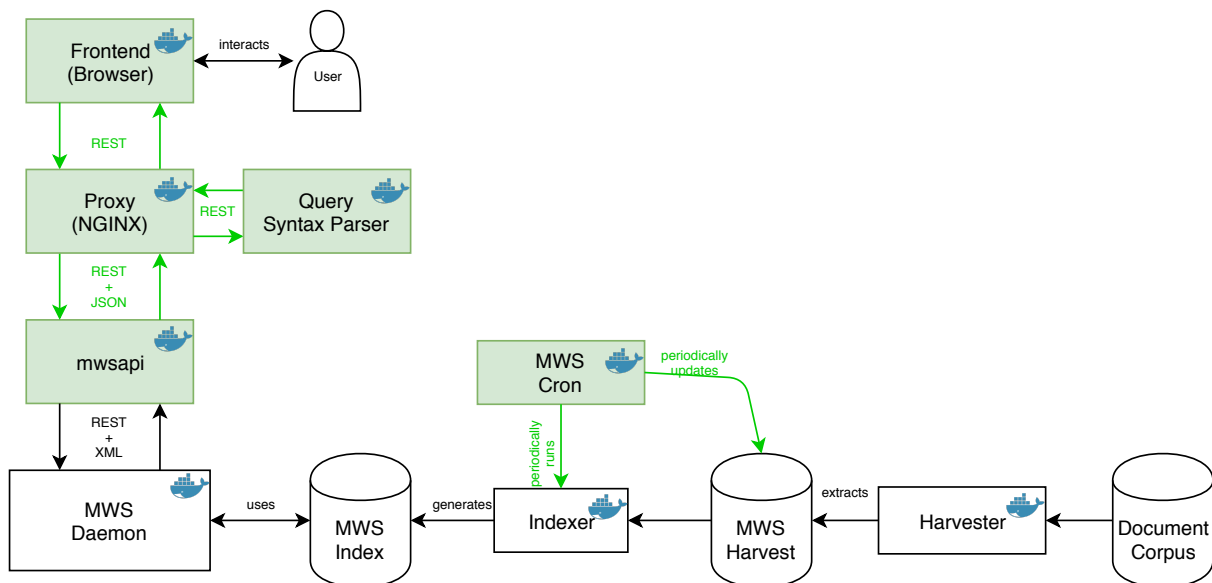 Frontend
(Browser)
interacts
User
REST
Proxy
(NGINX)
REST
Query
Syntax Parser
REST
+
JSON
mwsapi
MWS
Cron
periodically
updates
REST
+
XML
periodically
runs
MWS
Daemon
uses
MWS
Index
generates
Indexer
MWS
Harvest
extracts
Harvester
Document
Corpus